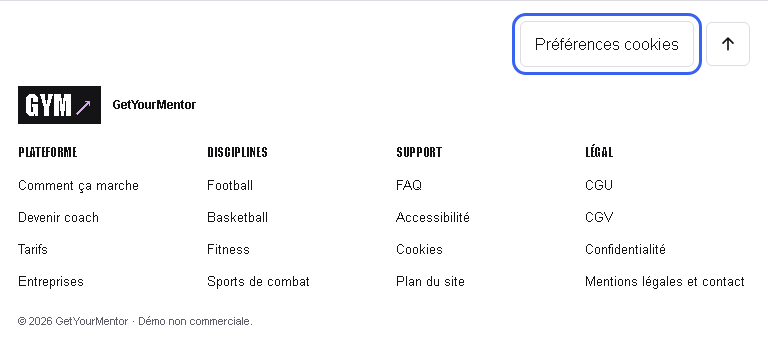 Préférences cookies
GYM GetYourMentor
PLATEFORME DISCIPLINES SUPPORT LÉGAL
Comment ça marche Football FAQ CGU
Devenir coach Basketball Accessibilité CGV
Tarifs Fitness Cookies Confidentialité
Entreprises Sports de combat Plan du site Mentions légales et contact
© 2026 GetYourMentor · Démo non commerciale.